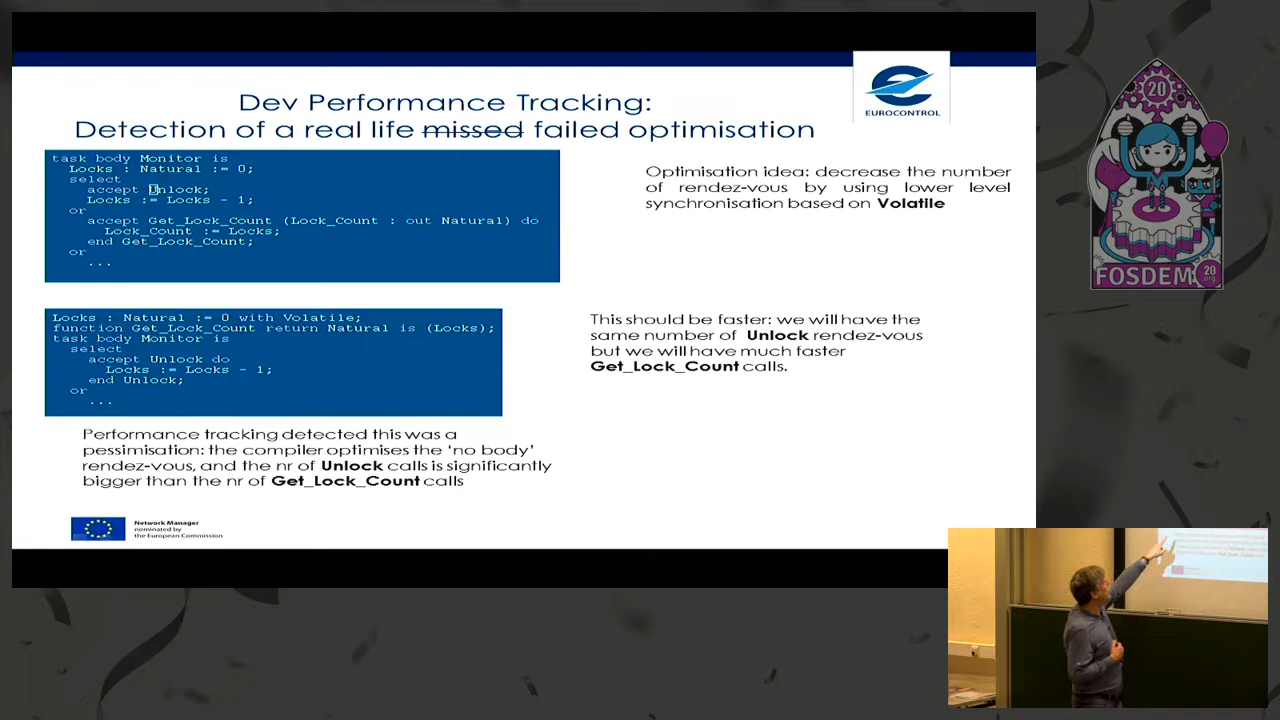 Dev Performance Tracking:
Detection of a real life missed failed optimisation
EUROCONTROL
task body Monitor is
Locks : Natural := 0;
select
accept Unlock;
Locks := Locks - 1;
or
accept Get_Lock_Count (Lock_Count : out Natural) do
Lock_Count := Locks;
end Get_Lock_Count;
or
...
Optimisation idea: decrease the number
of rendez-vous by using lower level
synchronisation based on Volatile
Locks : Natural := 0 with Volatile;
function Get_Lock_Count return Natural is (Locks);
task body Monitor is
select
accept Unlock do
Locks := Locks - 1;
end Unlock;
or
...
This should be faster: we will have the
same number of Unlock rendez-vous
but we will have much faster
Get_Lock_Count calls.
Performance tracking detected this was a
pessimisation: the compiler optimises the 'no body'
rendez-vous, and the nr of Unlock calls is significantly
bigger than the nr of Get_Lock_Count calls
Network Manager
nominated by
the European Commission
20
FOSDEM
20
.org